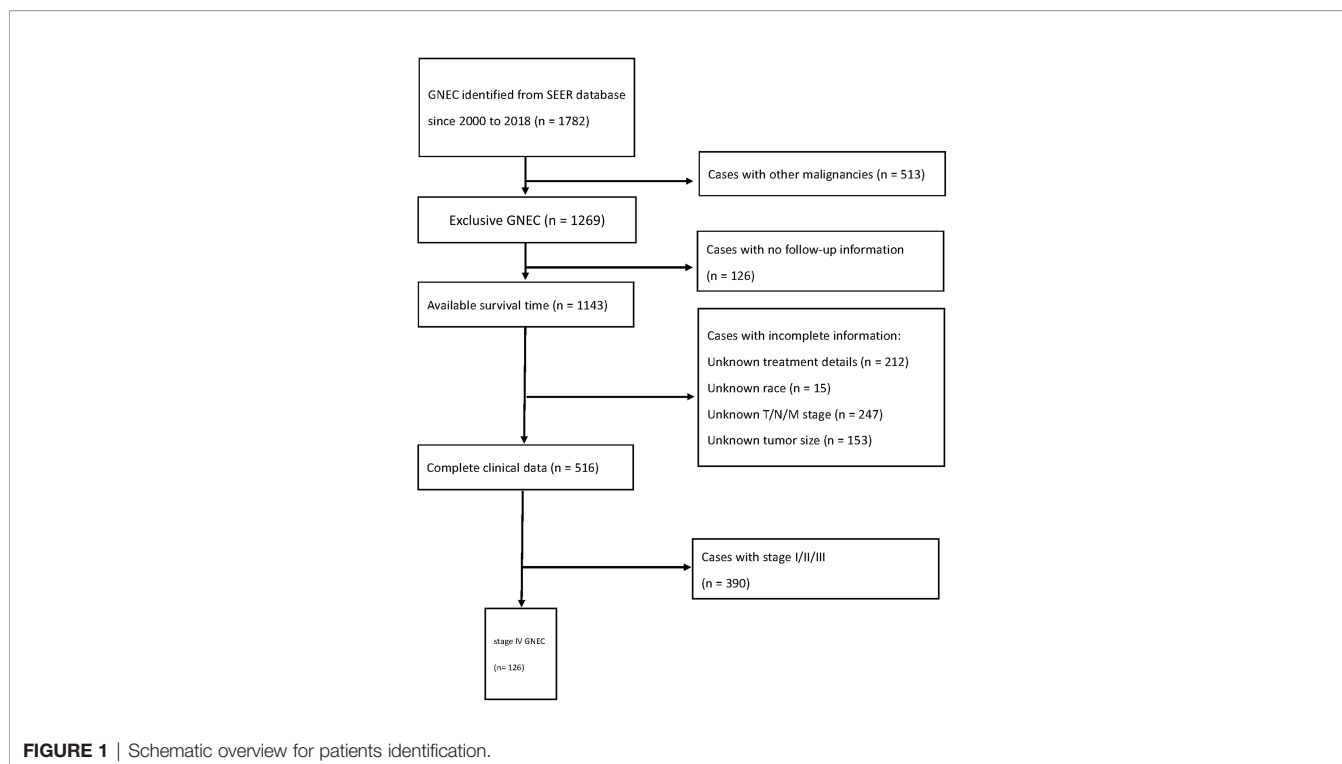 GNEC identified from SEER database
since 2000 to 2018 (n = 1782)
Cases with other malignancies (n = 513)
Exclusive GNEC (n = 1269)
Cases with no follow-up information
(n = 126)
Available survival time (n = 1143)
Cases with incomplete information:
Unknown treatment details (n = 212)
Unknown race (n = 15)
Unknown T/N/M stage (n = 247)
Unknown tumor size (n = 153)
Complete clinical data (n = 516)
Cases with stage I/II/III
(n = 390)
stage IV GNEC
(n= 126)
FIGURE 1 | Schematic overview for patients identification.